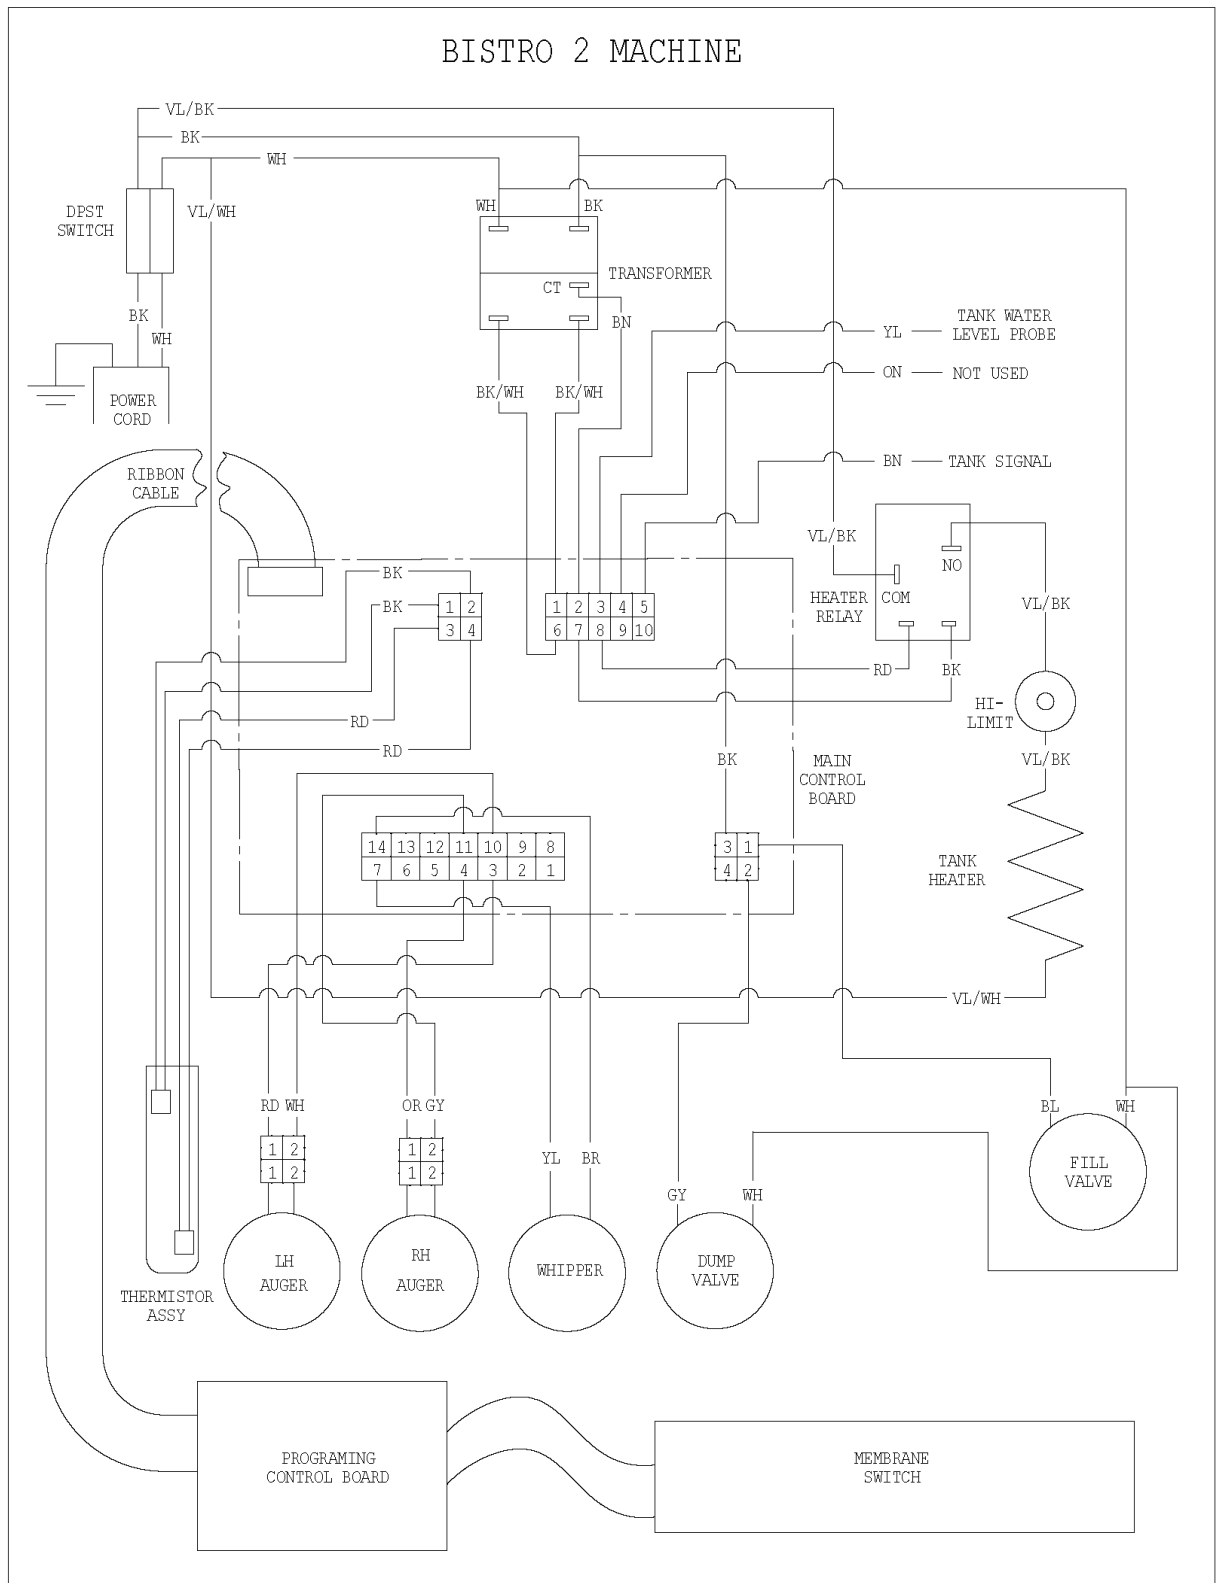 BISTRO 2 MACHINE
VL/BK
BK
WH
DPST
SWITCH
VL/WH
WH
BK
TRANSFORMER
CT
BN
BK
WH
POWER
CORD
YL
TANK WATER
LEVEL PROBE
ON
NOT USED
BK/WH
BK/WH
RIBBON
CABLE
BN
TANK SIGNAL
VL/BK
NO
HEATER
RELAY
COM
VL/BK
BK
BK
1 2
3 4
1 2 3 4 5
6 7 8 9 10
RD
BK
RD
RD
HI-
LIMIT
BK
MAIN
CONTROL
BOARD
VL/BK
14 13 12 11 10 9 8
7 6 5 4 3 2 1
3 1
4 2
TANK
HEATER
VL/WH
RD WH
OR GY
BL
WH
1 2
1 2
1 2
1 2
YL
BR
GY
WH
FILL
VALVE
LH
AUGER
RH
AUGER
WHIPPER
DUMP
VALVE
THERMISTOR
ASSY
PROGRAMING
CONTROL BOARD
MEMBRANE
SWITCH